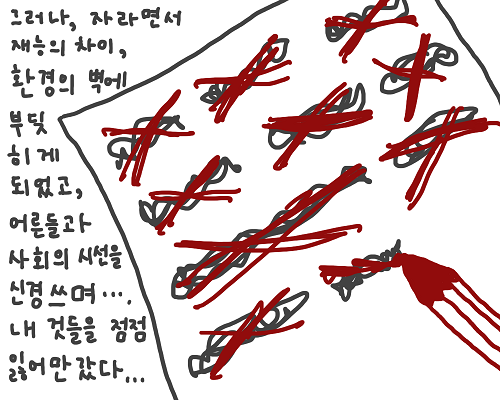 그러나, 자라면서
재능의 차이,
환경의 벽에
부딪
히게
되었고,
어른들과
사회의 시선을
신경쓰며···.
내 것들을 점점
잃어만 갔다...